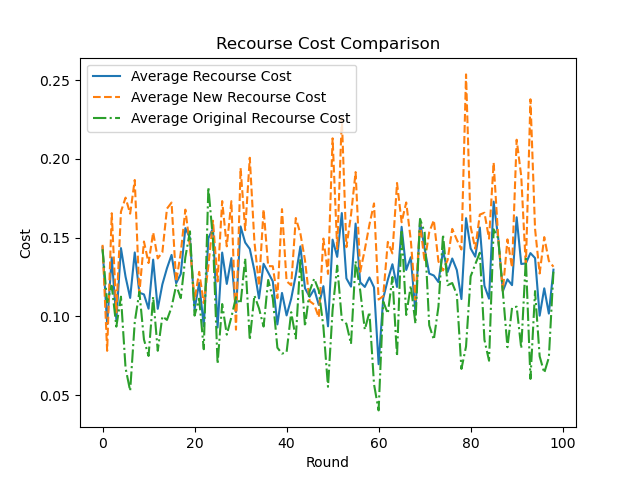 Recourse Cost Comparison
Average Recourse Cost
Average New Recourse Cost
Average Original Recourse Cost
0.25
0.20
0.15
0.10
0.05
Cost
0 20 40 60 80 100
Round